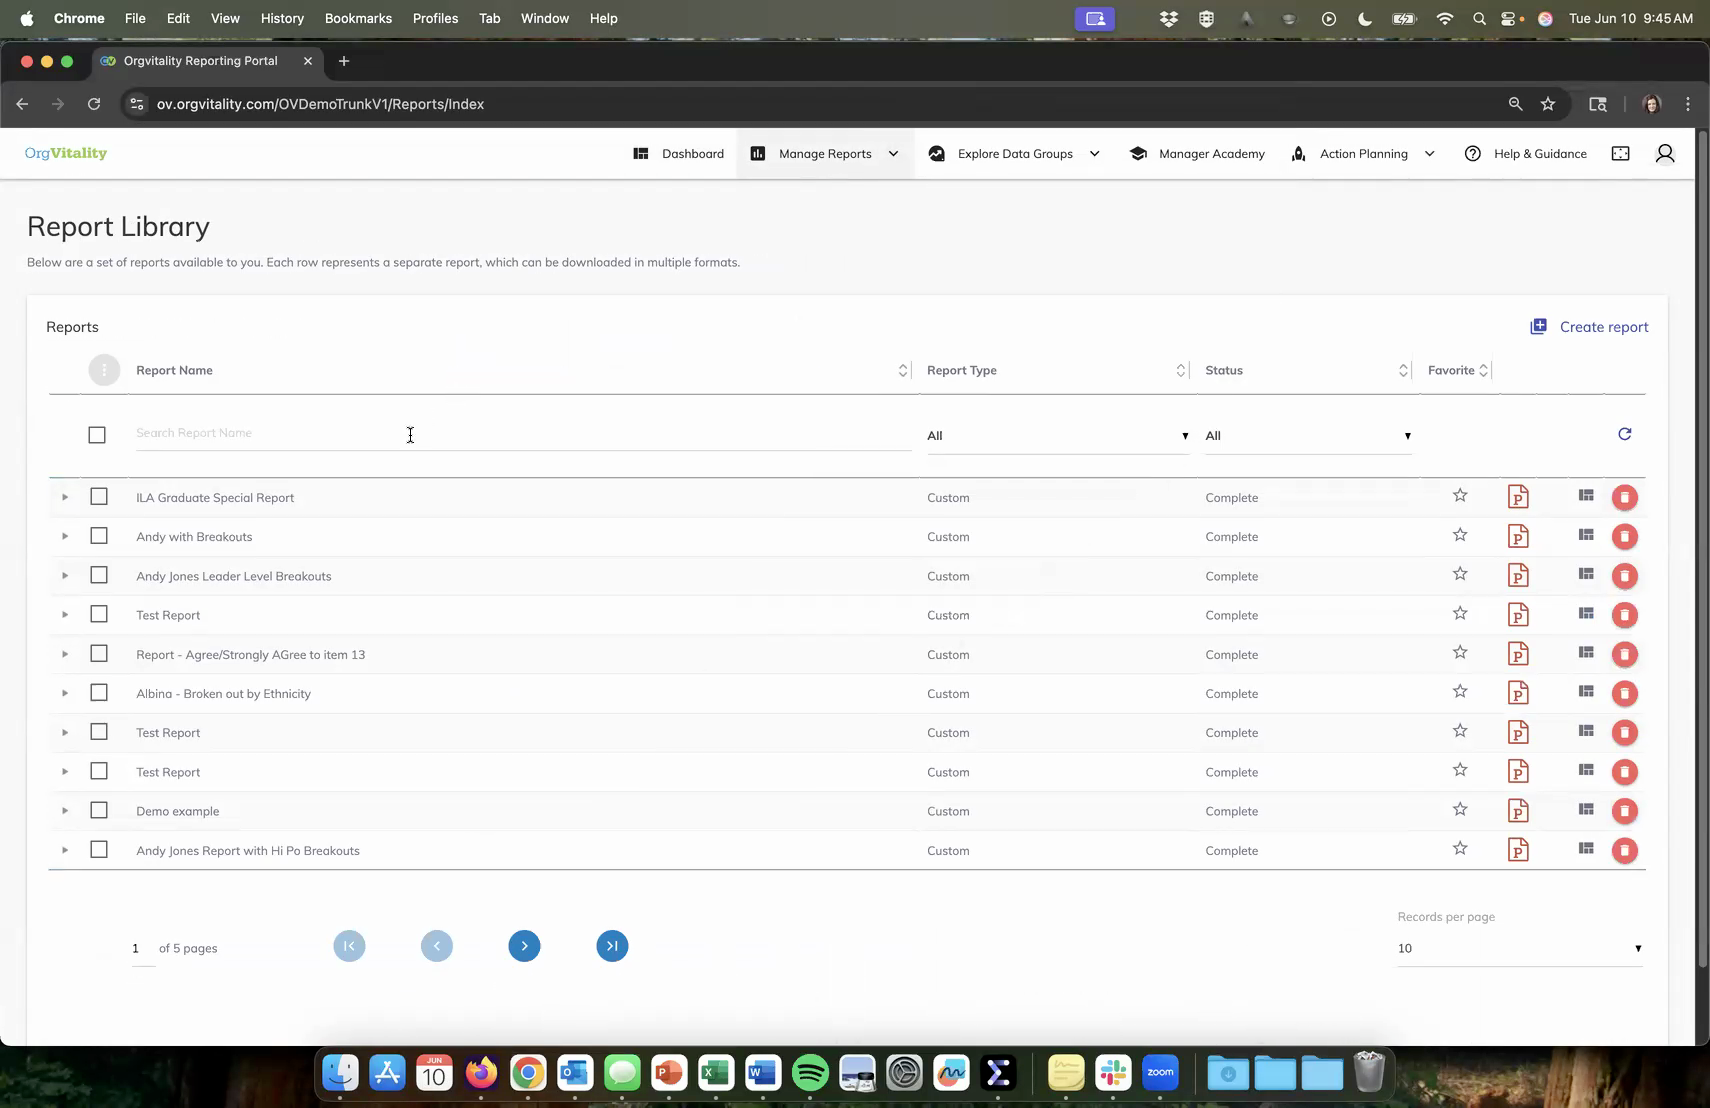 Chrome File Edit View History Bookmarks Profiles Tab Window Help Tue Jun 10 9:45 AM
Orgvitality Reporting Portal
ov.orgvitality.com/OVDemoTrunkV1/Reports/Index
OrgVitality Dashboard Manage Reports Explore Data Groups Manager Academy Action Planning Help & Guidance
Report Library
Below are a set of reports available to you. Each row represents a separate report, which can be downloaded in multiple formats.
Reports Create report
Report Name Report Type Status Favorite
Search Report Name All All
ILA Graduate Special Report Custom Complete
Andy with Breakouts Custom Complete
Andy Jones Leader Level Breakouts Custom Complete
Test Report Custom Complete
Report - Agree/Strongly AGree to item 13 Custom Complete
Albina - Broken out by Ethnicity Custom Complete
Test Report Custom Complete
Test Report Custom Complete
Demo example Custom Complete
Andy Jones Report with Hi Po Breakouts Custom Complete
Records per page
1 of 5 pages 10
JUN
10
zoom